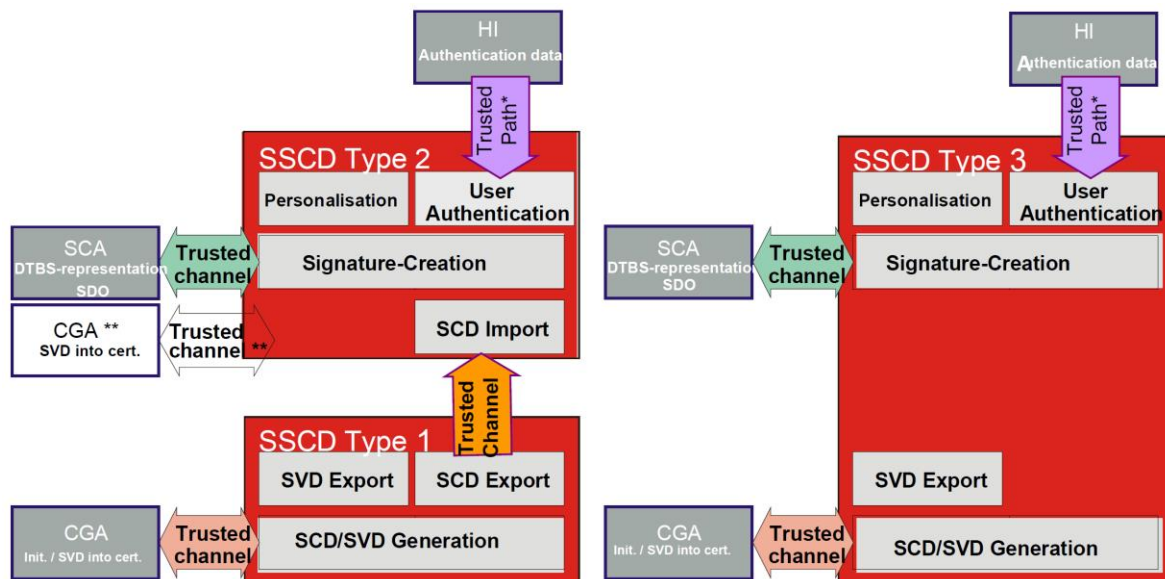 HI
Authentication data
Trusted
Path*
SSCD Type 2
Personalisation
User
Authentication
SCA
DTBS-representation
SDO
Trusted
channel
Signature-Creation
CGA **
SVD into cert.
Trusted
channel **
SCD Import
Trusted
Channel
SSCD Type 1
SVD Export
SCD Export
CGA
Init. / SVD into cert.
Trusted
channel
SCD/SVD Generation
HI
Authentication data
Trusted
Path*
SSCD Type 3
Personalisation
User
Authentication
SCA
DTBS-representation
SDO
Trusted
channel
Signature-Creation
SVD Export
CGA
Init. / SVD into cert.
Trusted
channel
SCD/SVD Generation